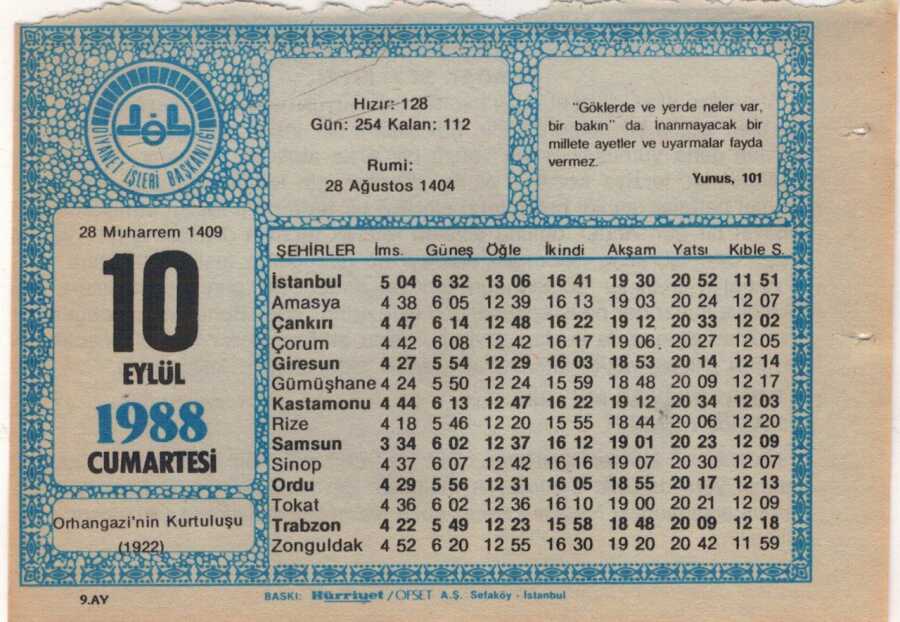 DİYANET İŞLERİ BAŞKANLIĞI
Hızır: 128
Gün: 254 Kalan: 112
Rumi:
28 Ağustos 1404
"Göklerde ve yerde neler var,
bir bakın" da. İnanmayacak bir
millete ayetler ve uyarmalar fayda
vermez.
Yunus, 101
28 Muharrem 1409
10
EYLÜL
1988
CUMARTESİ
Orhangazi'nin Kurtuluşu
(1922)
ŞEHİRLER İms. Güneş Öğle İkindi Akşam Yatsı Kıble S.
İstanbul 5 04 6 32 13 06 16 41 19 30 20 52 11 51
Amasya 4 38 6 05 12 39 16 13 19 03 20 24 12 07
Çankırı 4 47 6 14 12 48 16 22 19 12 20 33 12 02
Çorum 4 42 6 08 12 42 16 17 19 06 20 27 12 05
Giresun 4 27 5 54 12 29 16 03 18 53 20 14 12 14
Gümüşhane 4 24 5 50 12 24 15 59 18 48 20 09 12 17
Kastamonu 4 44 6 13 12 47 16 22 19 12 20 34 12 03
Rize 4 18 5 46 12 20 15 55 18 44 20 06 12 20
Samsun 3 34 6 02 12 37 16 12 19 01 20 23 12 09
Sinop 4 37 6 07 12 42 16 16 19 07 20 30 12 07
Ordu 4 29 5 56 12 31 16 05 18 55 20 17 12 13
Tokat 4 36 6 02 12 36 16 10 19 00 20 21 12 09
Trabzon 4 22 5 49 12 23 15 58 18 48 20 09 12 18
Zonguldak 4 52 6 20 12 55 16 30 19 20 20 42 11 59
9.AY
BASKI: Hürriyet/OFSET A.Ş. Sefaköy - İstanbul